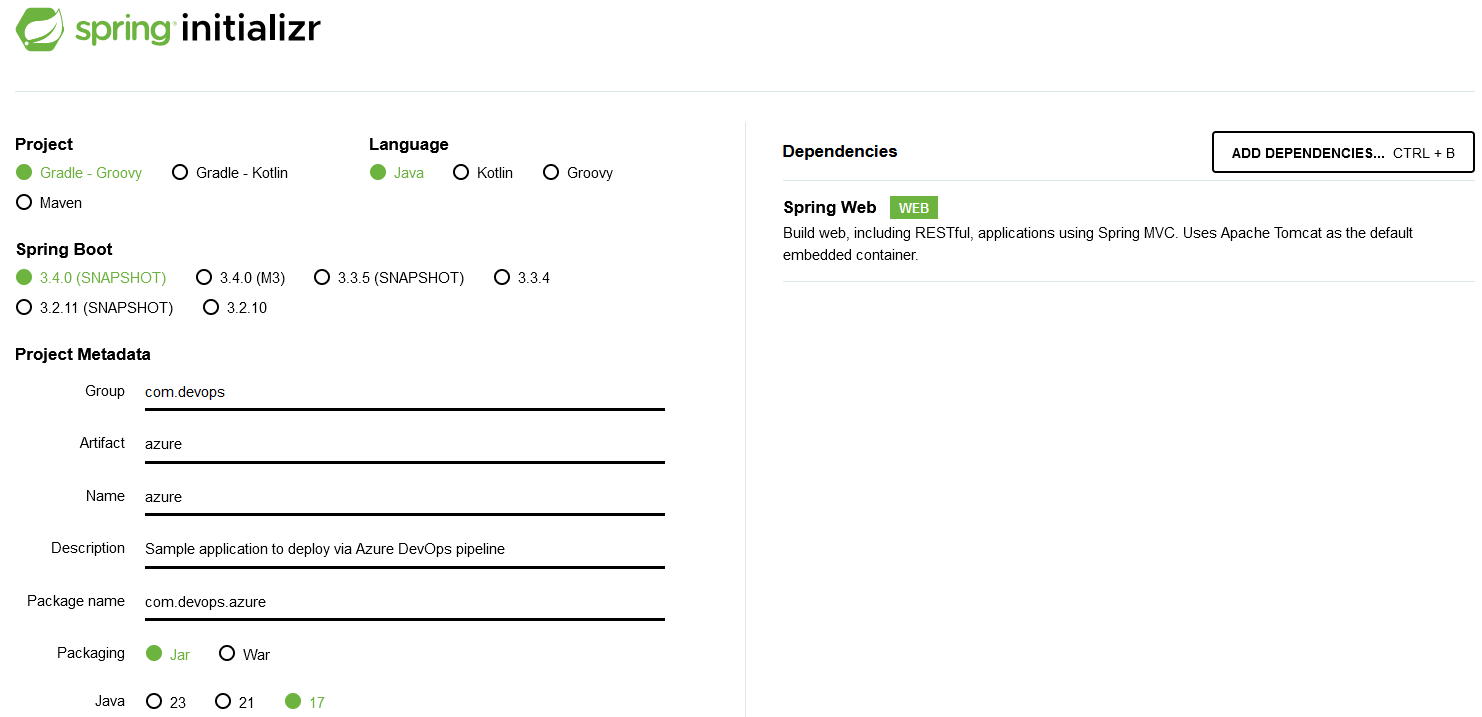 spring initializr
Project
Gradle - Groovy
Gradle - Kotlin
Maven
Language
Java
Kotlin
Groovy
Spring Boot
3.4.0 (SNAPSHOT)
3.4.0 (M3)
3.3.5 (SNAPSHOT)
3.3.4
3.2.11 (SNAPSHOT)
3.2.10
Project Metadata
Group com.devops
Artifact azure
Name azure
Description Sample application to deploy via Azure DevOps pipeline
Package name com.devops.azure
Packaging Jar War
Java 23 21 17
Dependencies
ADD DEPENDENCIES... CTRL + B
Spring Web WEB
Build web, including RESTful, applications using Spring MVC. Uses Apache Tomcat as the default
embedded container.